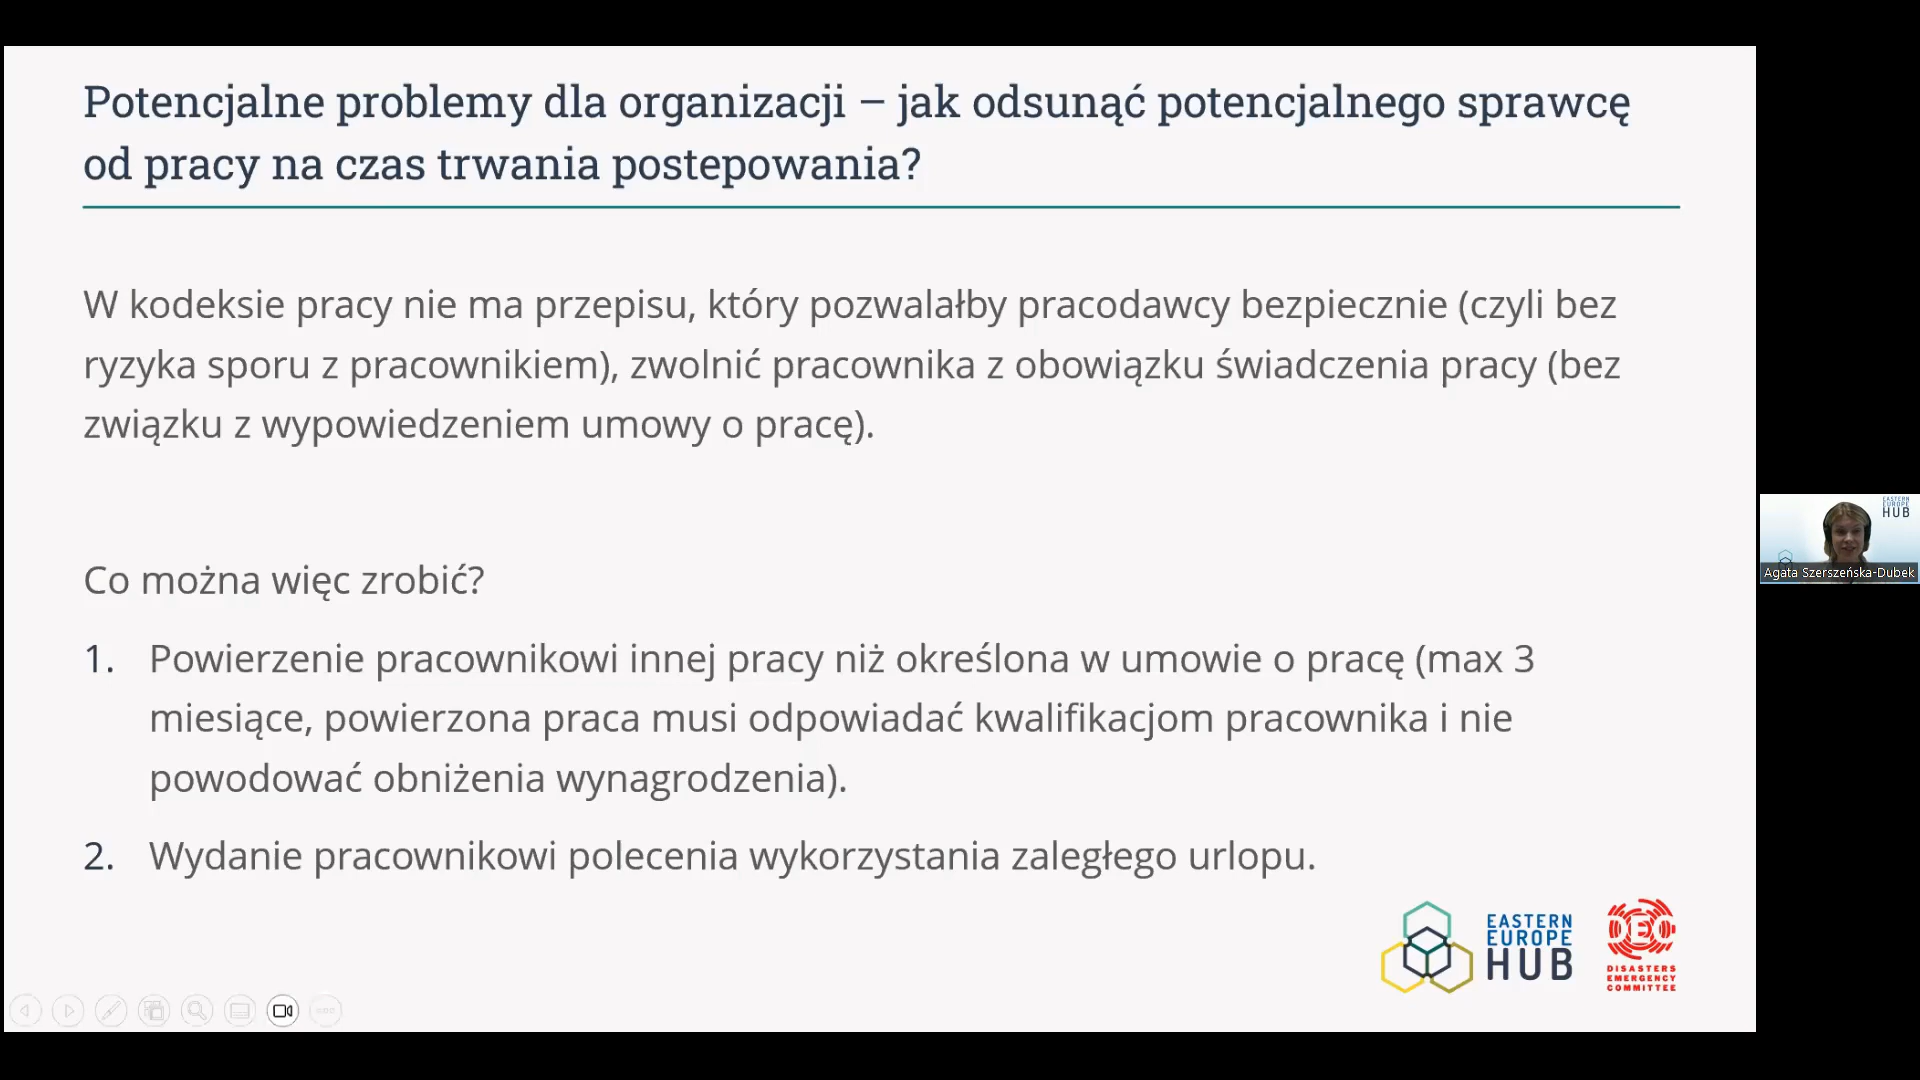 Potencjalne problemy dla organizacji – jak odsunąć potencjalnego sprawcę
od pracy na czas trwania postepowania?
W kodeksie pracy nie ma przepisu, który pozwalałby pracodawcy bezpiecznie (czyli bez
ryzyka sporu z pracownikiem), zwolnić pracownika z obowiązku świadczenia pracy (bez
związku z wypowiedzeniem umowy o pracę).
Co można więc zrobić?
1. Powierzenie pracownikowi innej pracy niż określona w umowie o pracę (max 3
miesiące, powierzona praca musi odpowiadać kwalifikacjom pracownika i nie
powodować obniżenia wynagrodzenia).
2. Wydanie pracownikowi polecenia wykorzystania zaległego urlopu.
EASTERN
EUROPE
HUB
DEC
DISASTERS
EMERGENCY
COMMITTEE
EASTERN
EUROPE
HUB
Agata Szerszeńska-Dubek